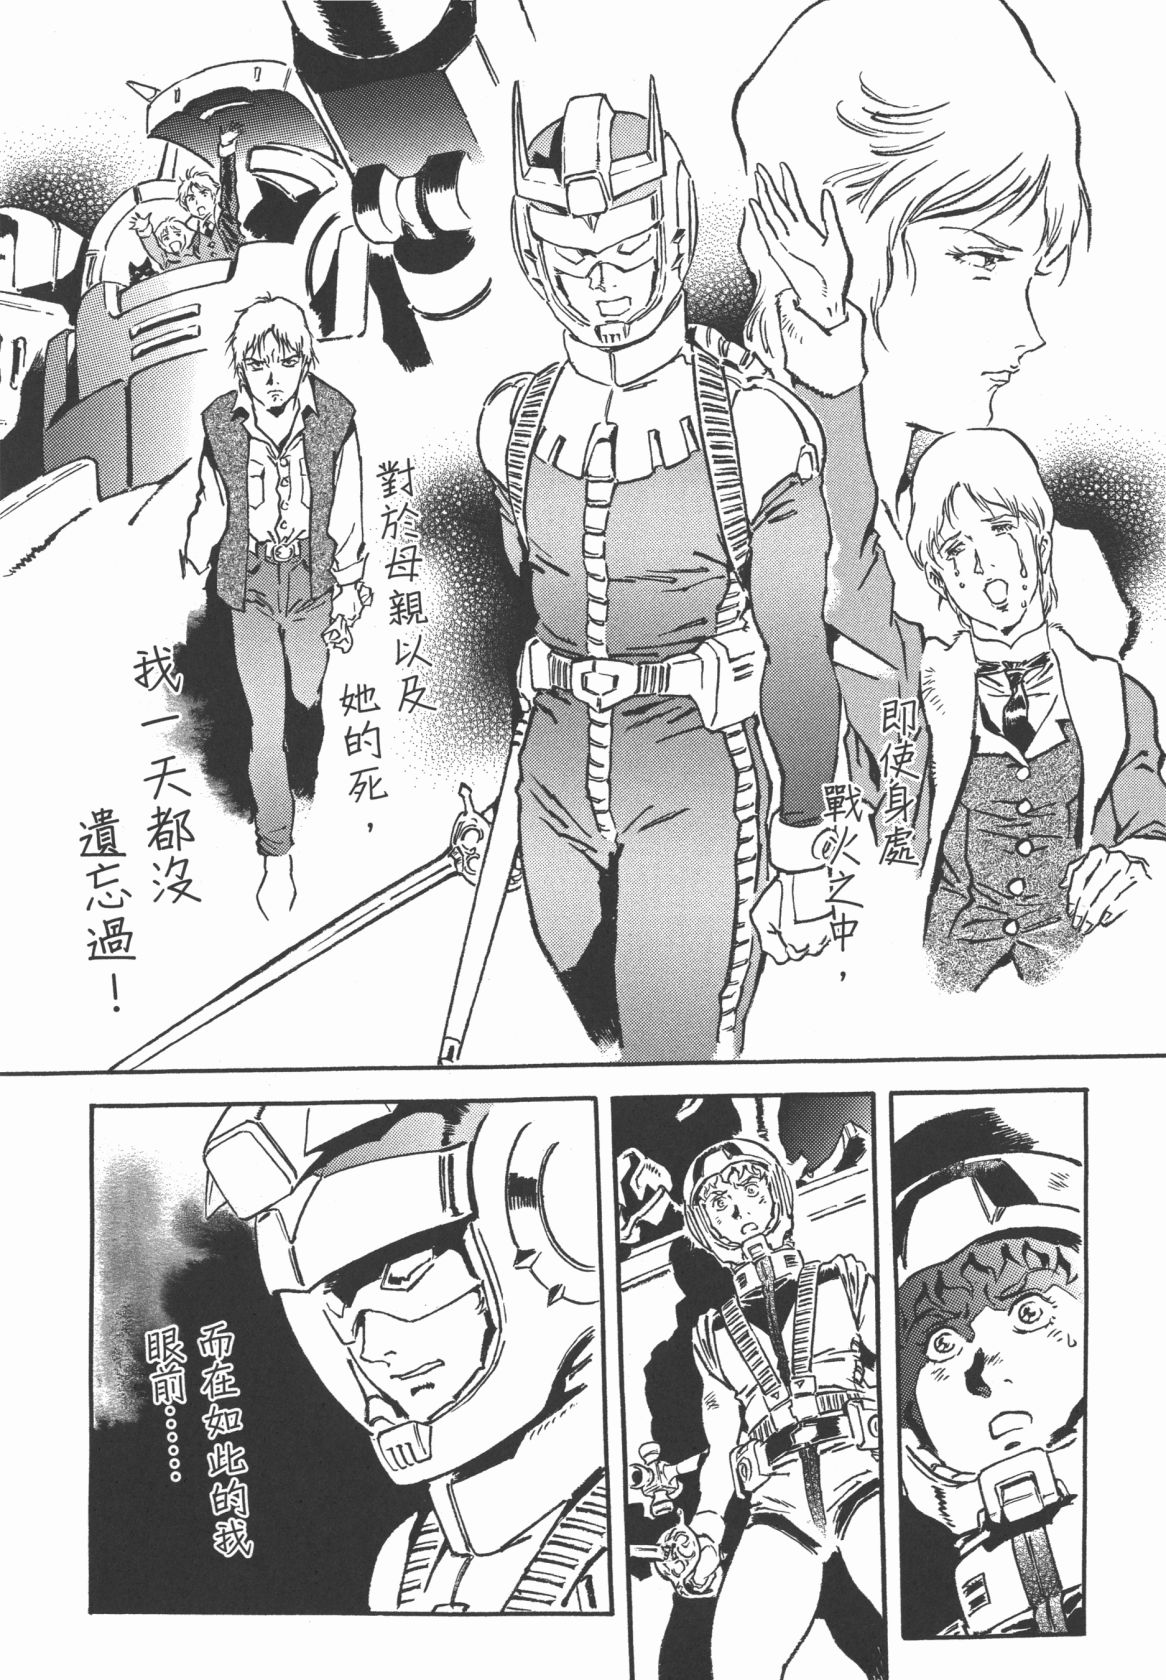 即使身處
戰火之中，
對於母親以及
她的死，
我一天都沒
遺忘過！
而在如此的我
眼前……